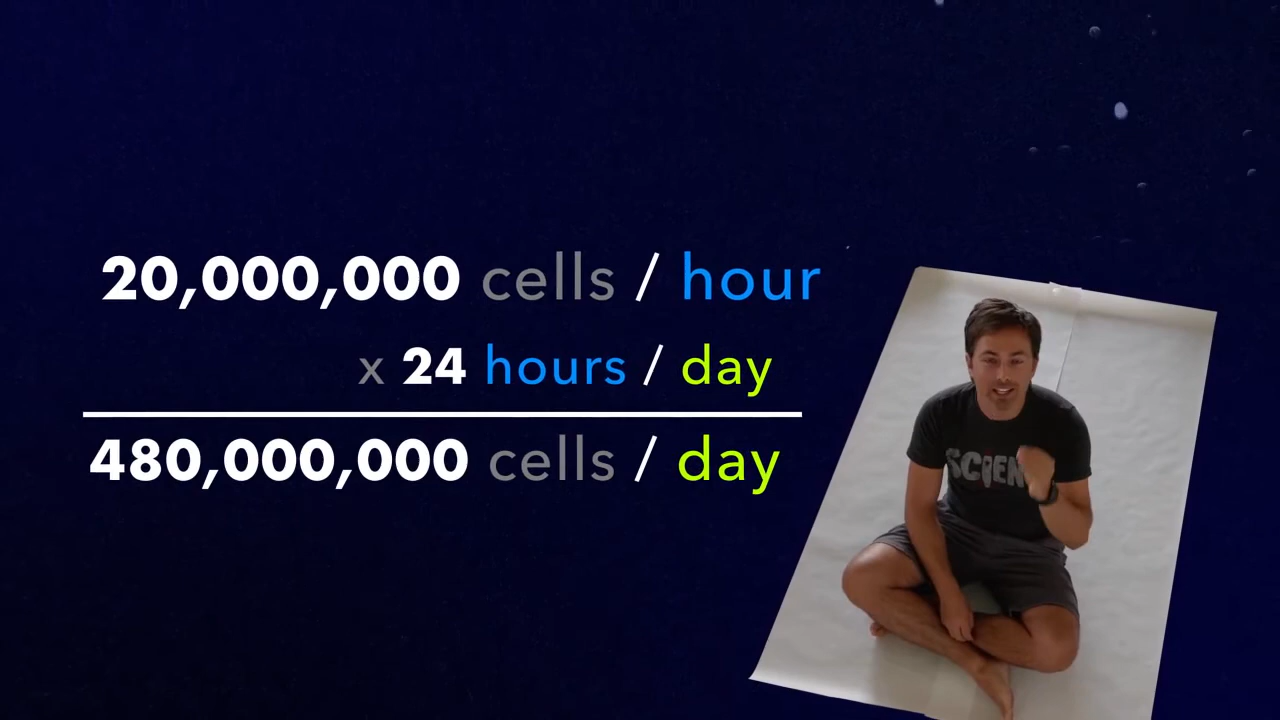 20,000,000 cells / hour
x 24 hours / day
480,000,000 cells / day